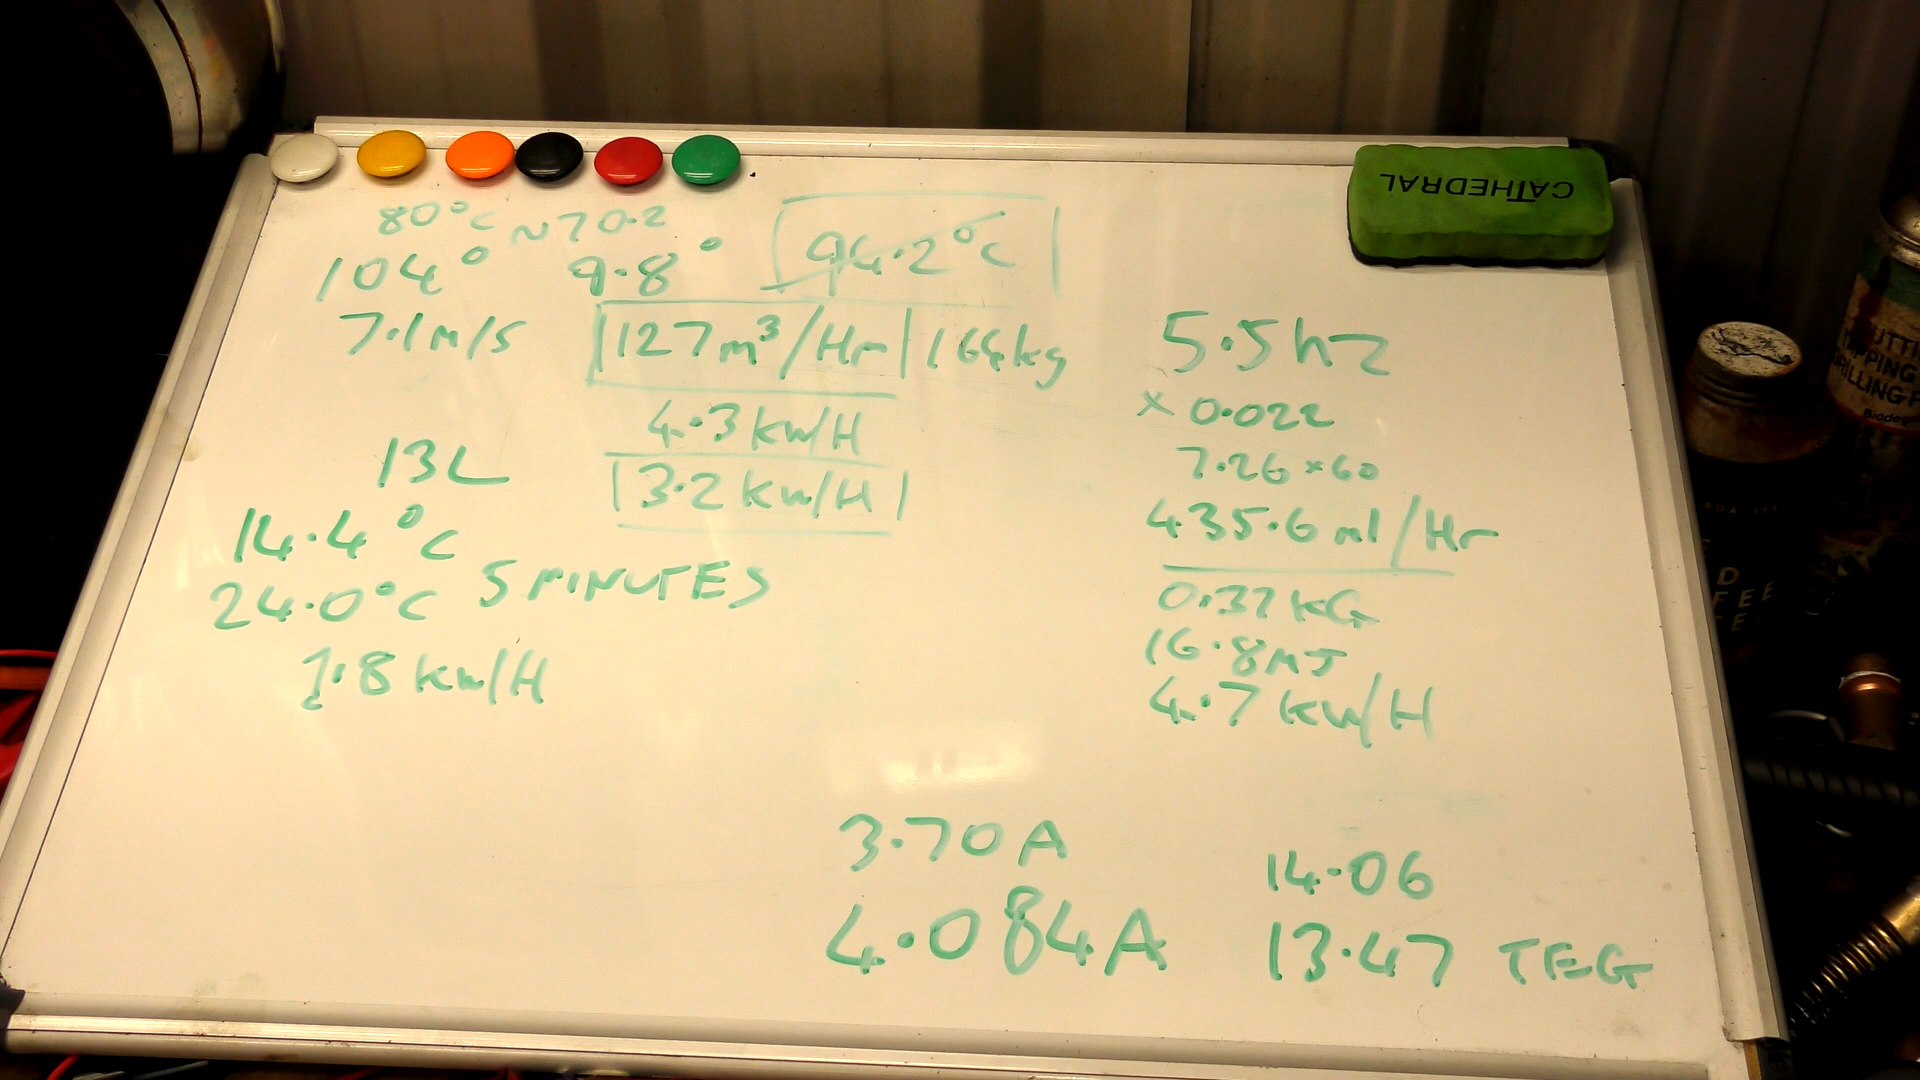 CATHEDRAL
80°C ~70.2
104° 9.8° 94.2°C
7.1m/s 127m³/Hr 164kg
4.3kw/H
3.2kw/H
13L
14.4°C
24.0°C 5 MINUTES
1.8kw/H
5.5hz
x 0.022
7.26 x60
435.6ml/Hr
0.37KG
16.8MJ
4.7kw/H
3.70A
4.084A
14.06
13.47 TEG